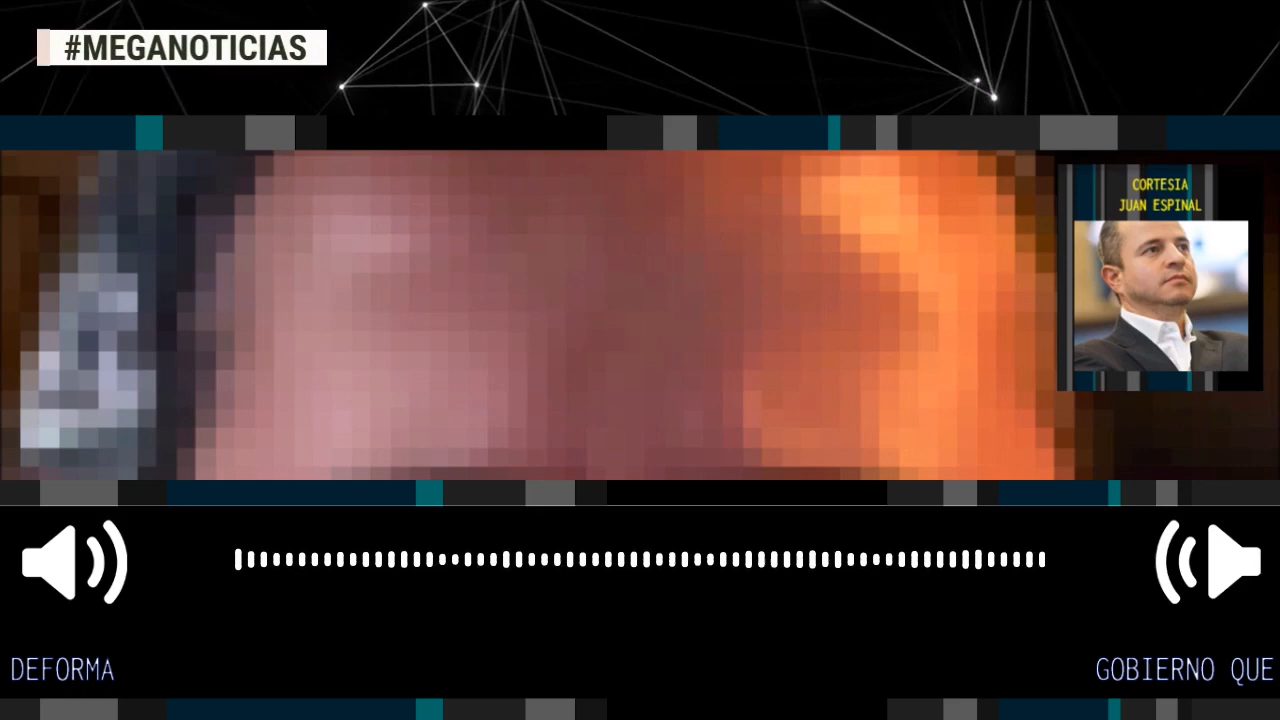 #MEGANOTICIAS
CORTESIA
JUAN ESPINAL
DEFORMA
GOBIERNO QUE